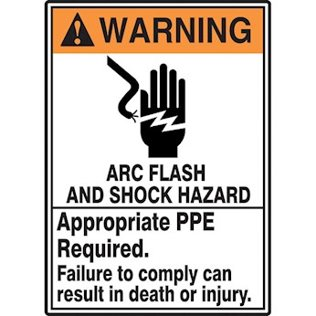 WARNING
ARC FLASH
AND SHOCK HAZARD
Appropriate PPE
Required.
Failure to comply can
result in death or injury.